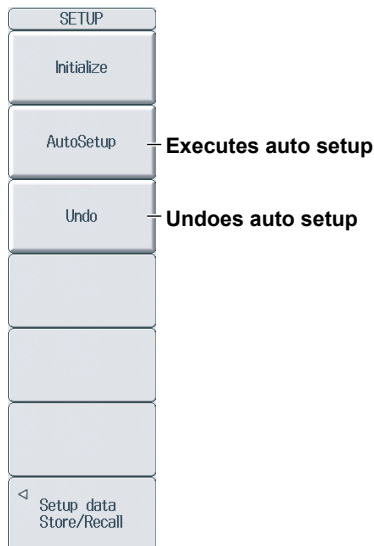 SETUP
Initialize
AutoSetup
Executes auto setup
Undo
Undoes auto setup
Setup data
Store/Recall